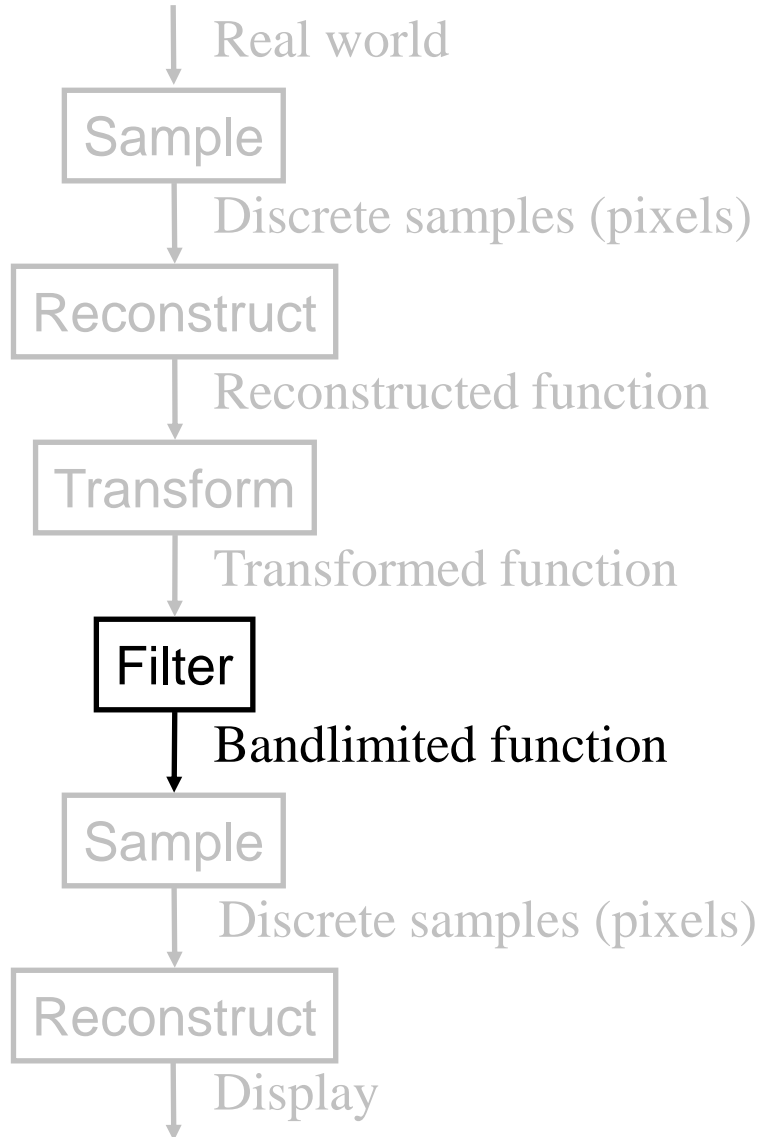 Real world
Sample
Discrete samples (pixels)
Reconstruct
Reconstructed function
Transform
Transformed function
Filter
Bandlimited function
Sample
Discrete samples (pixels)
Reconstruct
Display